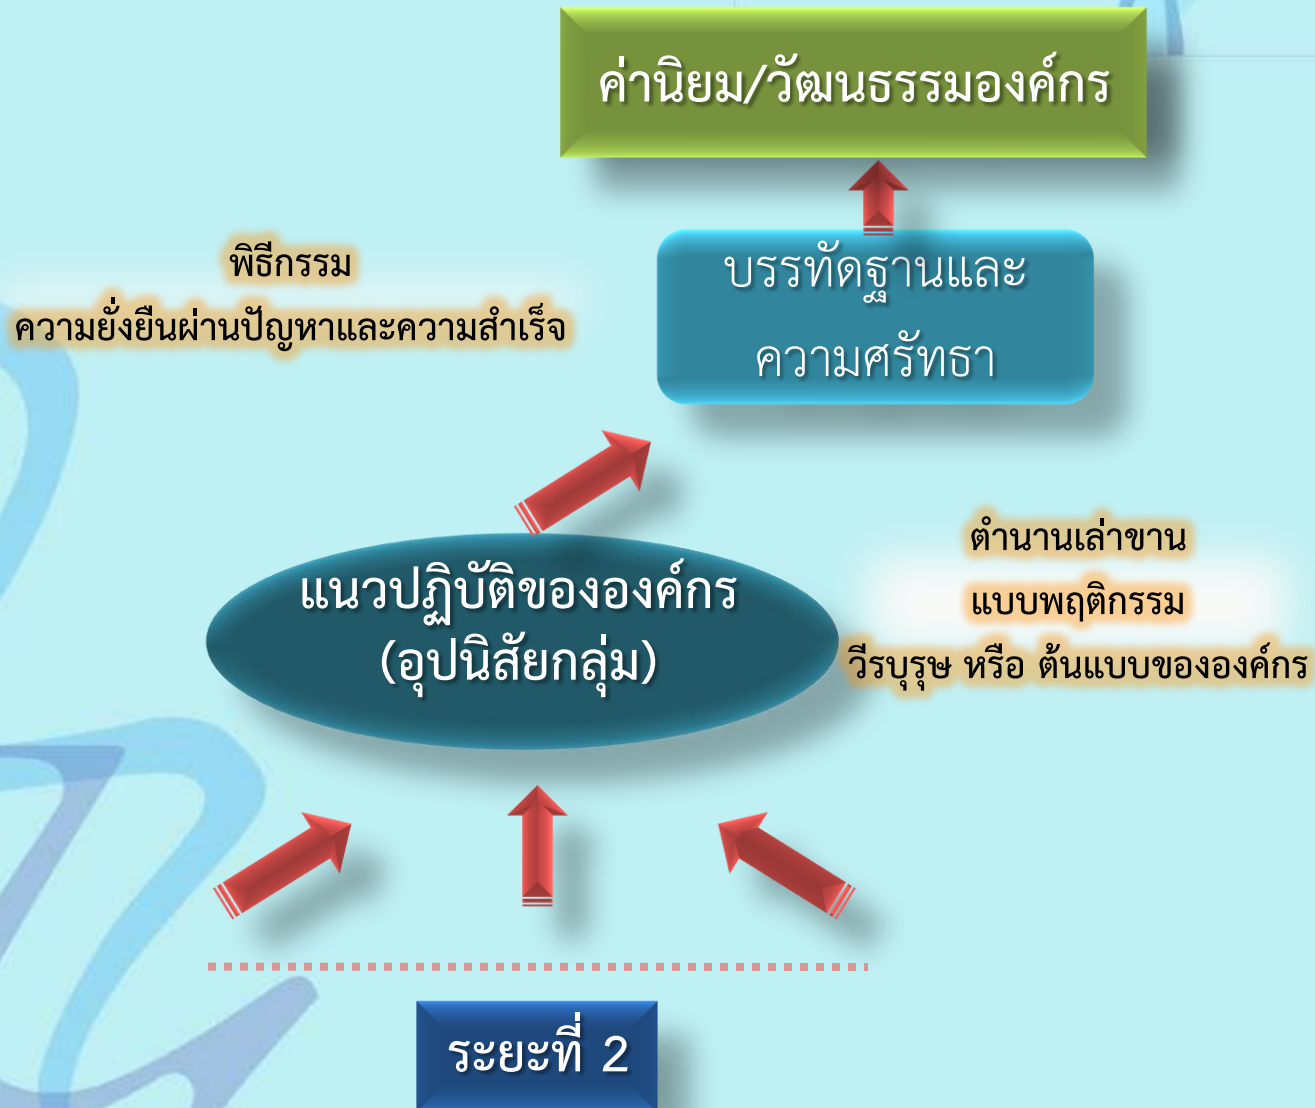 ค่านิยม/วัฒนธรรมองค์กร
บรรทัดฐานและ
ความศรัทธา
พิธีกรรม
ความยั่งยืนผ่านปัญหาและความสำเร็จ
แนวปฏิบัติขององค์กร
(อุปนิสัยกลุ่ม)
ตำนานเล่าขาน
แบบพฤติกรรม
วีรบุรุษ หรือ ต้นแบบขององค์กร
ระยะที่ 2